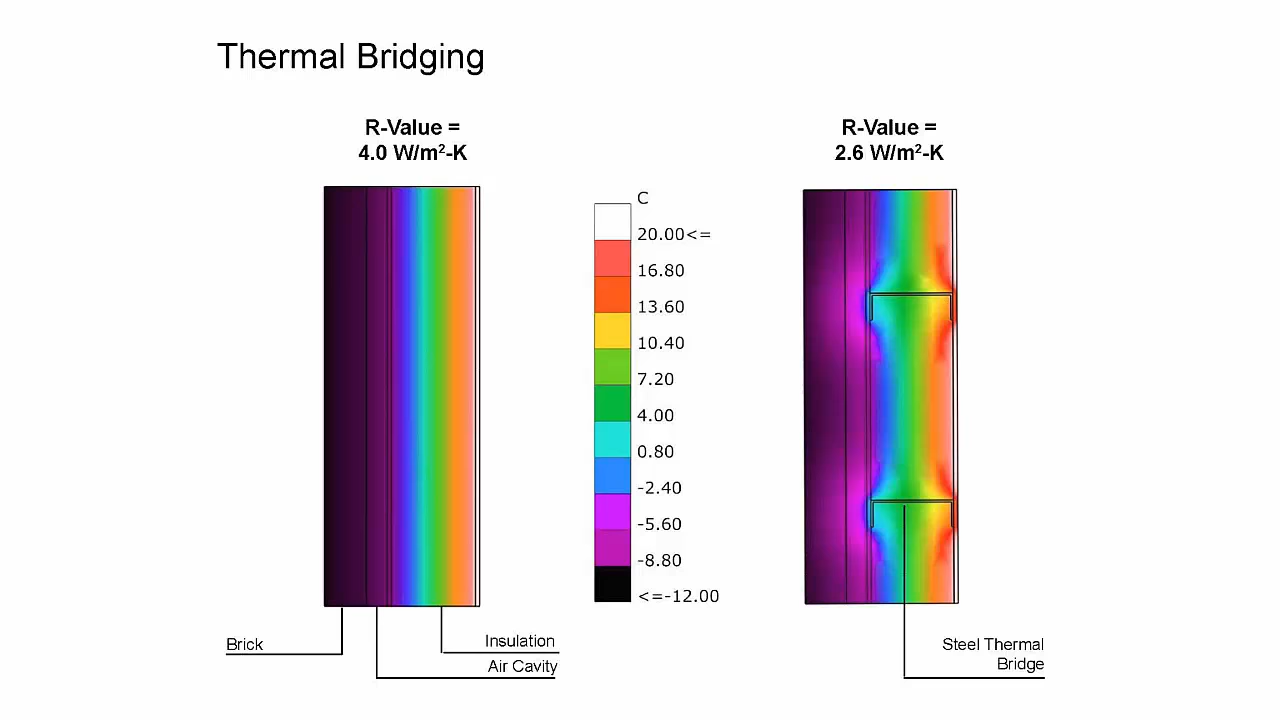 Thermal Bridging
R-Value =
4.0 W/m²-K
R-Value =
2.6 W/m²-K
C
20.00<=
16.80
13.60
10.40
7.20
4.00
0.80
-2.40
-5.60
-8.80
<=-12.00
Brick
Insulation
Air Cavity
Steel Thermal
Bridge